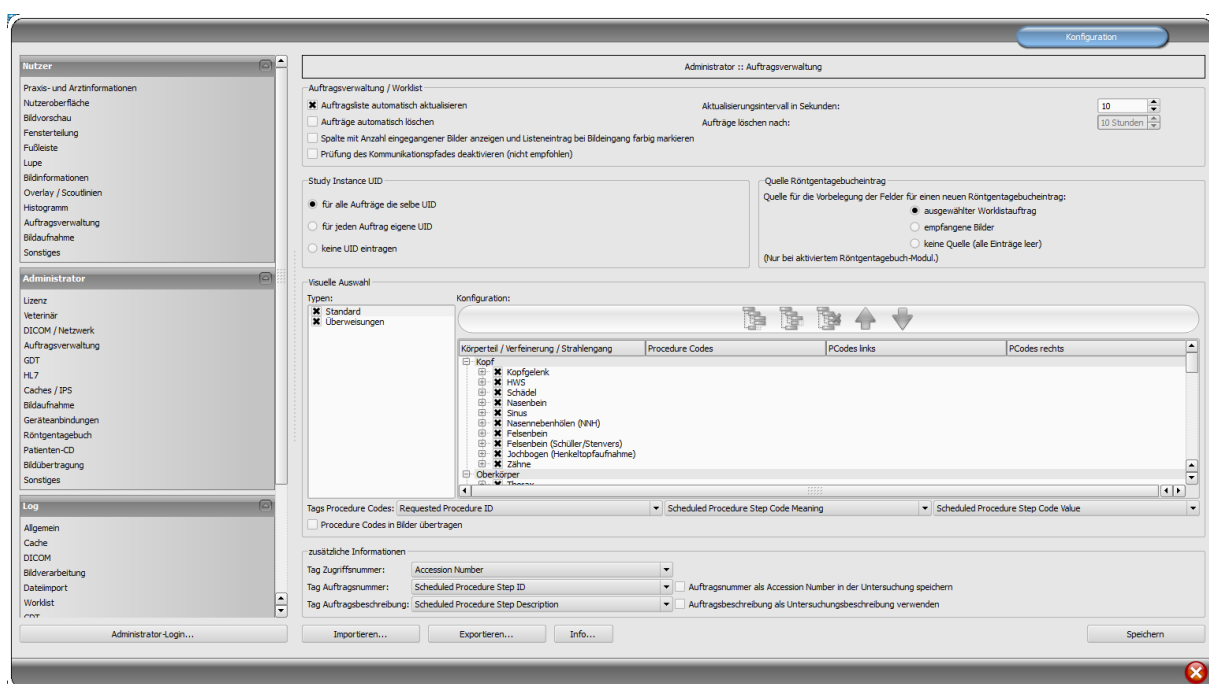 Konfiguration
Nutzer
Praxis- und Arztinformationen
Nutzeroberfläche
Bildvorschau
Fensterteilung
Fußleiste
Lupe
Bildinformationen
Overlay / Scoutlinien
Histogramm
Auftragsverwaltung
Bildaufnahme
Sonstiges
Administrator
Lizenz
Veterinär
DICOM / Netzwerk
Auftragsverwaltung
GDT
HL7
Caches / IPS
Bildaufnahme
Geräteanbindungen
Röntgentagebuch
Patienten-CD
Bildübertragung
Sonstiges
Log
Allgemein
Cache
DICOM
Bildverarbeitung
Dateiimport
Worklist
GDT
Administrator-Login...
Administrator :: Auftragsverwaltung
Auftragsverwaltung / Worklist
Auftragsliste automatisch aktualisieren Aktualisierungsintervall in Sekunden: 10
Aufträge automatisch löschen Aufträge löschen nach: 10 Stunden
Spalte mit Anzahl eingegangener Bilder anzeigen und Listeneintrag bei Bildeingang farbig markieren
Prüfung des Kommunikationspfades deaktivieren (nicht empfohlen)
Study Instance UID
für alle Aufträge die selbe UID
für jeden Auftrag eigene UID
keine UID eintragen
Quelle Röntgentagebucheintrag
Quelle für die Vorbelegung der Felder für einen neuen Röntgentagebucheintrag:
ausgewählter Worklistauftrag
empfangene Bilder
keine Quelle (alle Einträge leer)
(Nur bei aktiviertem Röntgentagebuch-Modul.)
Visuelle Auswahl
Typen:
Standard
Überweisungen
Konfiguration:
Körperteil / Verfeinerung / Strahlengang Procedure Codes PCodes links PCodes rechts
Kopf
Kopfgelenk
HWS
Schädel
Nasenbein
Sinus
Nasennebenhölen (NNH)
Felsenbein
Felsenbein (Schüller/Stenvers)
Jochbogen (Henkeltopfaufnahme)
Zähne
Oberkörper
Thorax
Tags Procedure Codes: Requested Procedure ID Scheduled Procedure Step Code Meaning Scheduled Procedure Step Code Value
Procedure Codes in Bilder übertragen
zusätzliche Informationen
Tag Zugriffsnummer: Accession Number
Tag Auftragsnummer: Scheduled Procedure Step ID Auftragsnummer als Accession Number in der Untersuchung speichern
Tag Auftragsbeschreibung: Scheduled Procedure Step Description Auftragsbeschreibung als Untersuchungsbeschreibung verwenden
Importieren... Exportieren... Info... Speichern